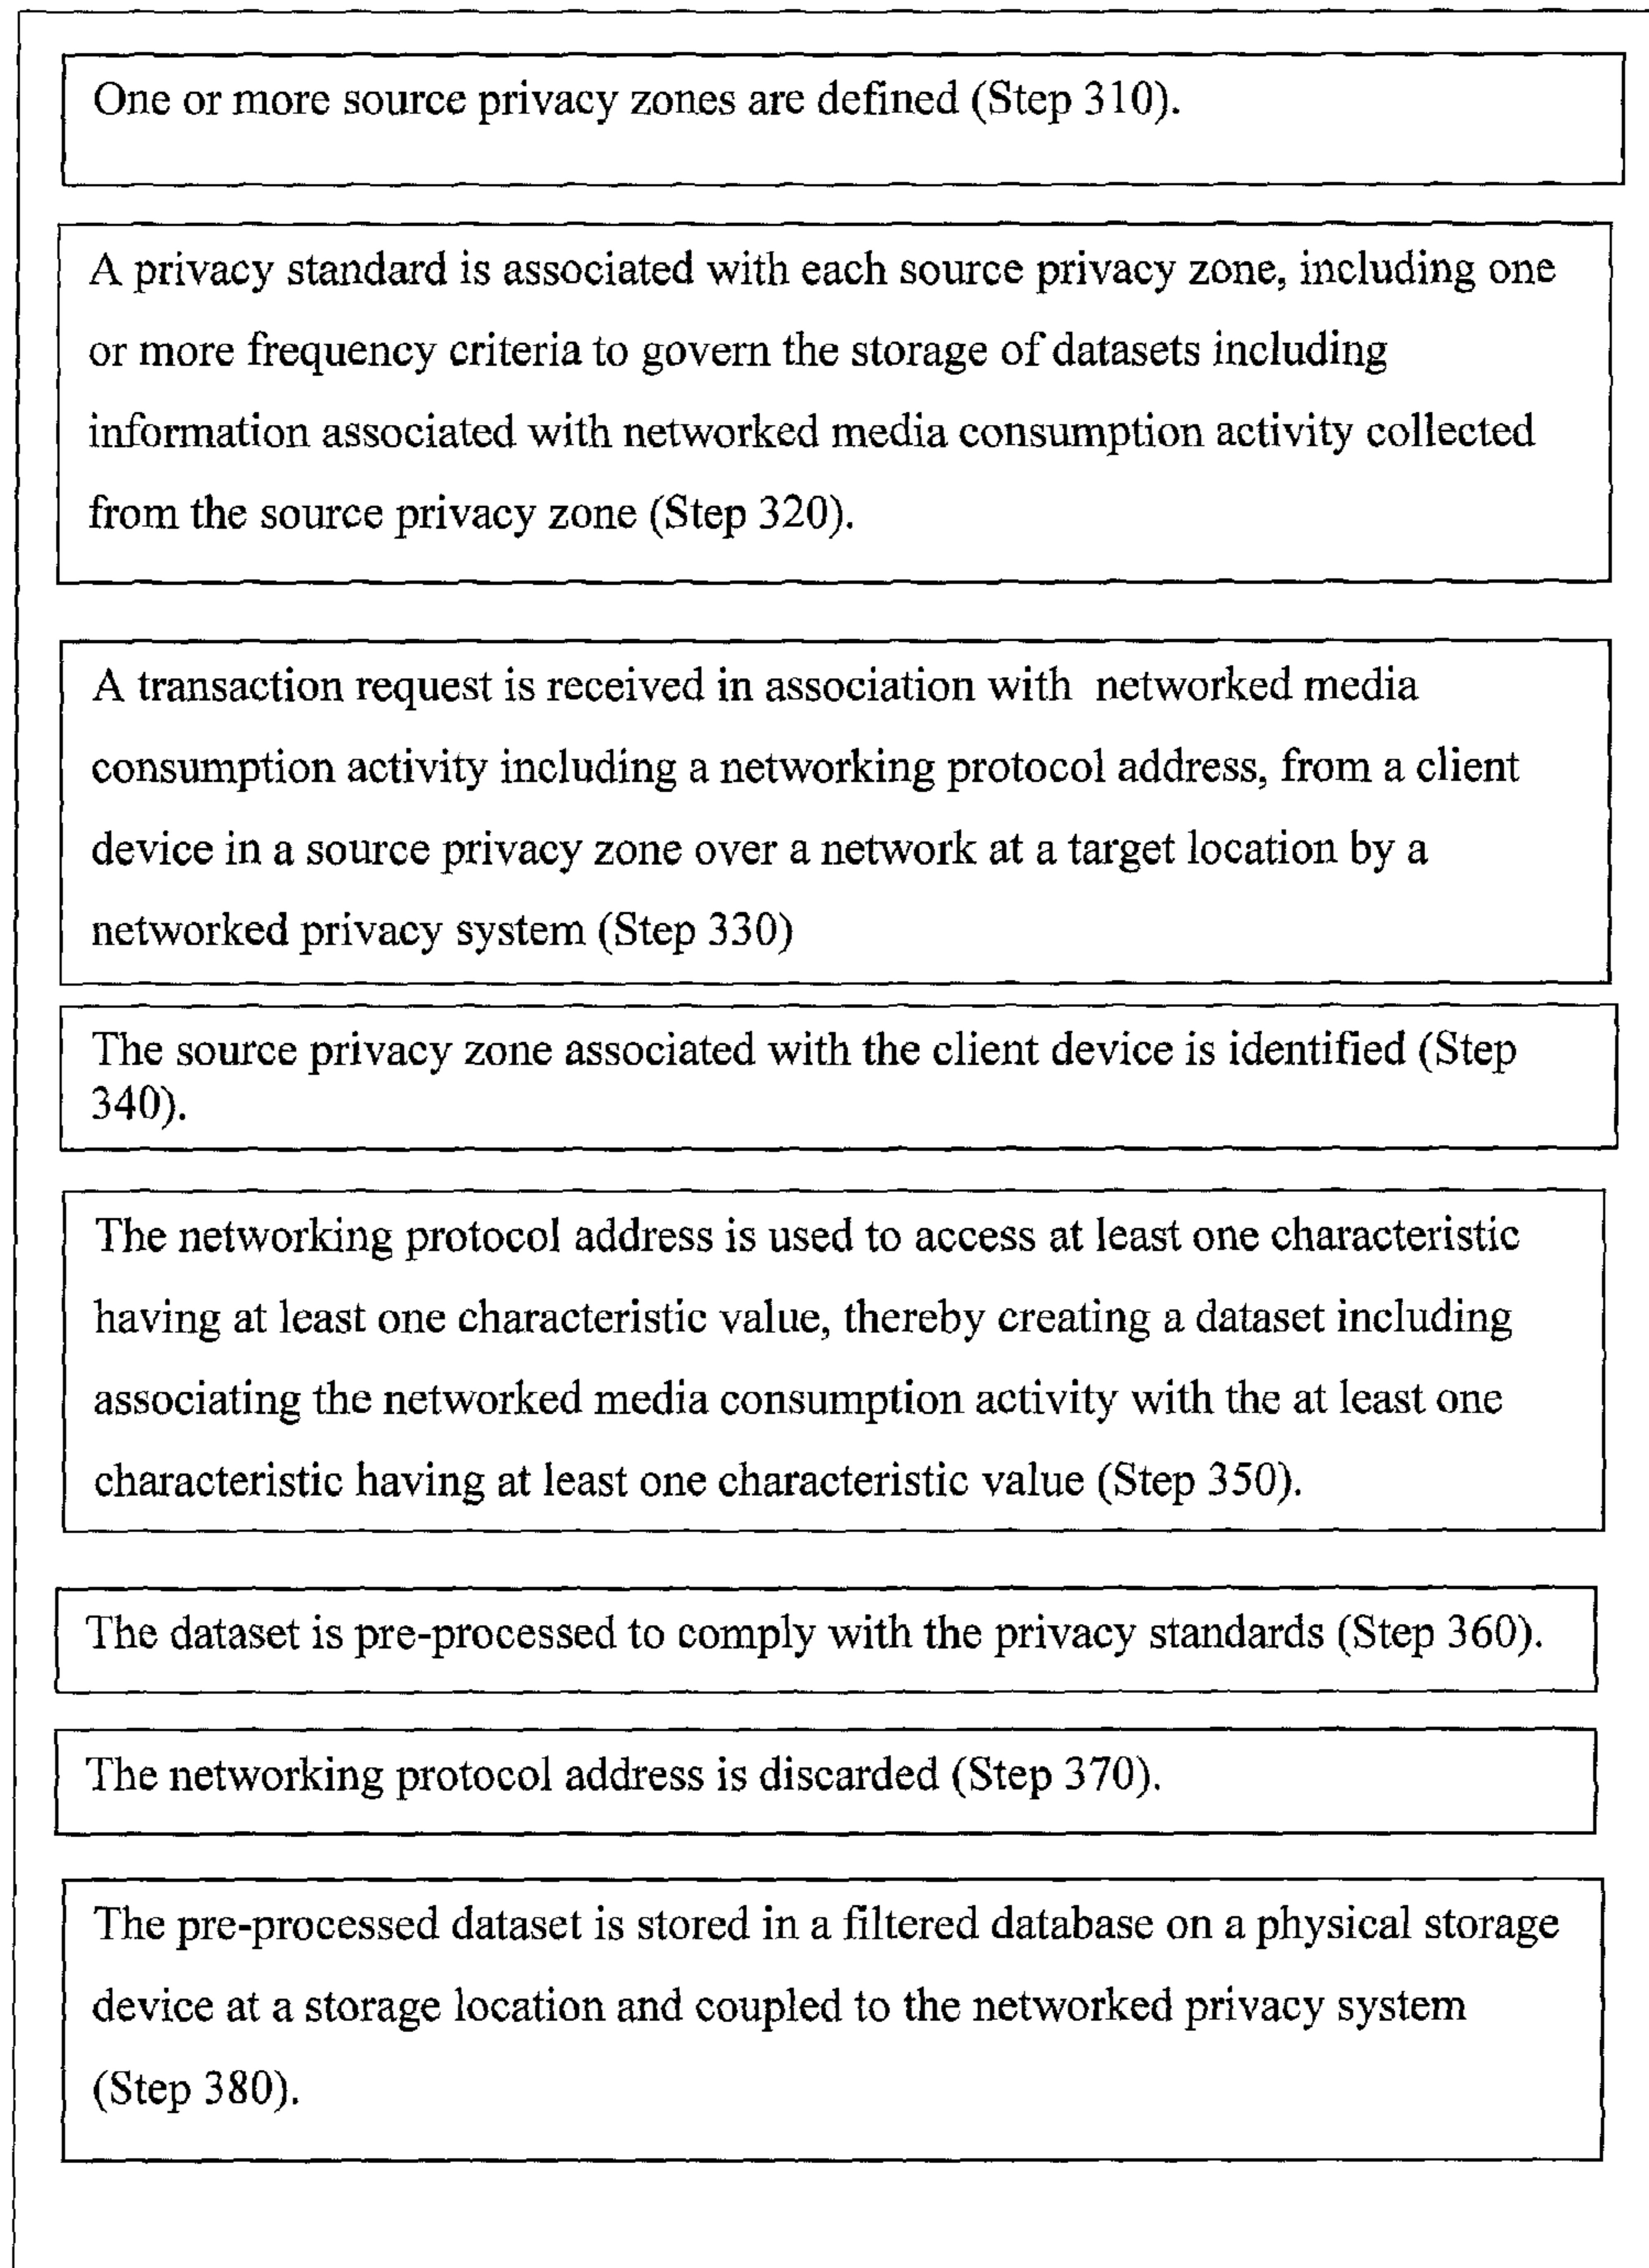 One or more source privacy zones are defined (Step 310).
A privacy standard is associated with each source privacy zone, including one
or more frequency criteria to govern the storage of datasets including
information associated with networked media consumption activity collected
from the source privacy zone (Step 320).
A transaction request is received in association with networked media
consumption activity including a networking protocol address, from a client
device in a source privacy zone over a network at a target location by a
networked privacy system (Step 330)
The source privacy zone associated with the client device is identified (Step
340).
The networking protocol address is used to access at least one characteristic
having at least one characteristic value, thereby creating a dataset including
associating the networked media consumption activity with the at least one
characteristic having at least one characteristic value (Step 350).
The dataset is pre-processed to comply with the privacy standards (Step 360).
The networking protocol address is discarded (Step 370).
The pre-processed dataset is stored in a filtered database on a physical storage
device at a storage location and coupled to the networked privacy system
(Step 380).